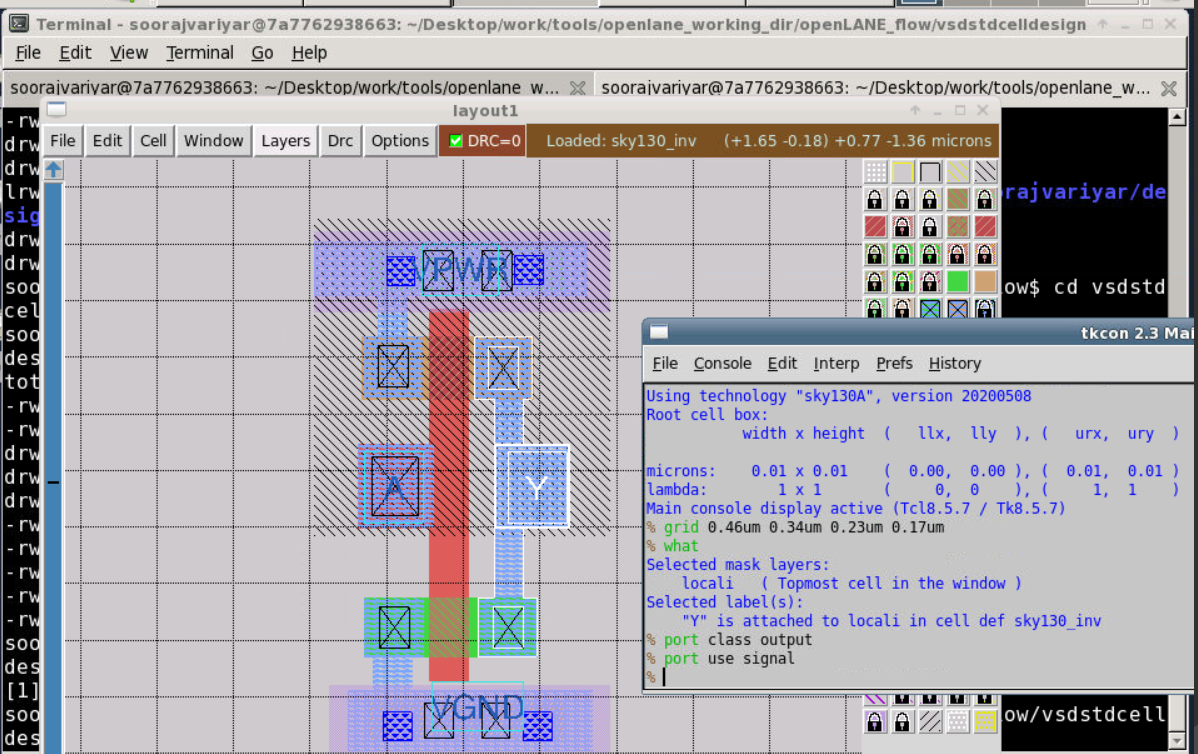 Terminal - soorajvariyar@7a7762938663: ~/Desktop/work/tools/openlane_working_dir/openLANE_flow/vsdstdcelldesign
File Edit View Terminal Go Help
soorajvariyar@7a7762938663: ~/Desktop/work/tools/openlane_w... soorajvariyar@7a7762938663: ~/Desktop/work/tools/openlane_w...
layout1
File Edit Cell Window Layers Drc Options DRC=0 Loaded: sky130_inv (+1.65 -0.18) +0.77 -1.36 microns
-rw
drw
drw
lrw
sig
drw
drw
soo
cel
soo
des
tot
-rw
-rw
drw
drw
drw
-rw
-rw
-rw
-rw
-rw
soo
des
[1]
soo
des
rajvariyar/de
ow$ cd vsdstd
VPWR
A
Y
VGND
tkcon 2.3 Mai
File Console Edit Interp Prefs History
Using technology "sky130A", version 20200508
Root cell box:
width x height ( llx, lly ), ( urx, ury )
microns: 0.01 x 0.01 ( 0.00, 0.00 ), ( 0.01, 0.01 )
lambda: 1 x 1 ( 0, 0 ), ( 1, 1 )
Main console display active (Tcl8.5.7 / Tk8.5.7)
% grid 0.46um 0.34um 0.23um 0.17um
% what
Selected mask layers:
locali ( Topmost cell in the window )
Selected label(s):
"Y" is attached to locali in cell def sky130_inv
% port class output
% port use signal
%
ow/vsdstdcell